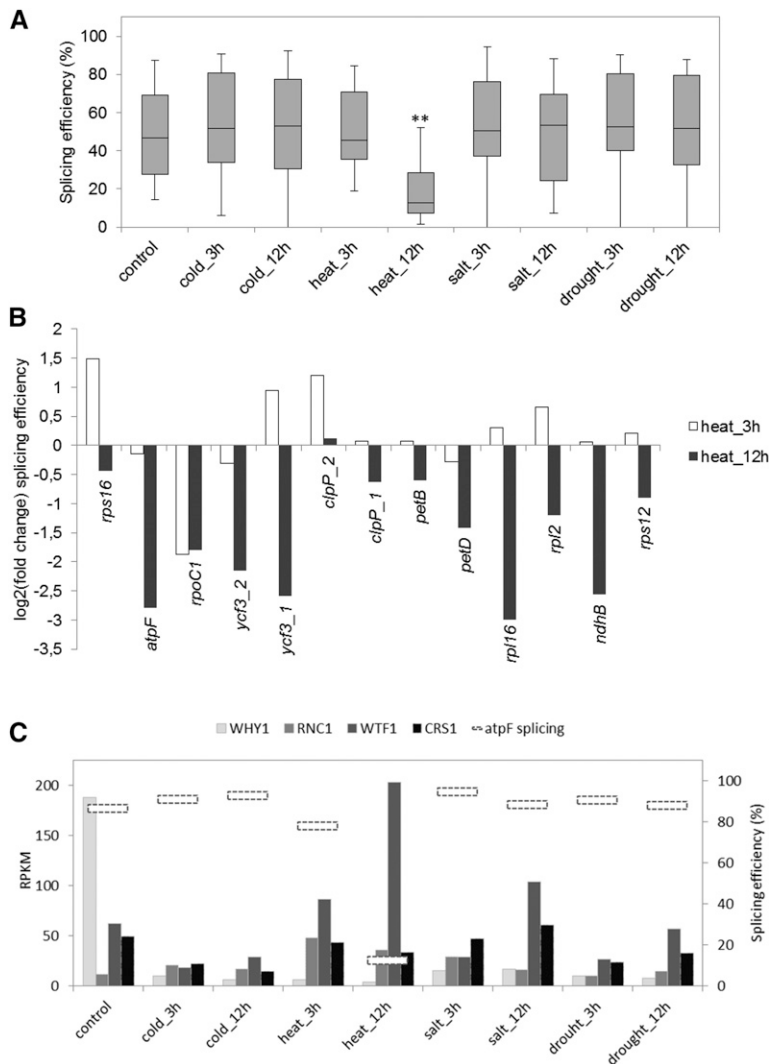 A
Splicing efficiency (%)
100
80
60
40
20
0
**
control
cold_3h
cold_12h
heat_3h
heat_12h
salt_3h
salt_12h
drought_3h
drought_12h
B
log2(fold change) splicing efficiency
2
1,5
1
0,5
0
-0,5
-1
-1,5
-2
-2,5
-3
-3,5
rps16
atpF
rpoC1
ycf3_2
ycf3_1
clpP_2
clpP_1
petB
petD
rpl16
rpl2
ndhB
rps12
heat_3h
heat_12h
C
WHY1 RNC1 WTF1 CRS1 atpF splicing
RPKM
200
150
100
50
0
Splicing efficiency (%)
100
80
60
40
20
0
control
cold_3h
cold_12h
heat_3h
heat_12h
salt_3h
salt_12h
drouht_3h
drought_12h